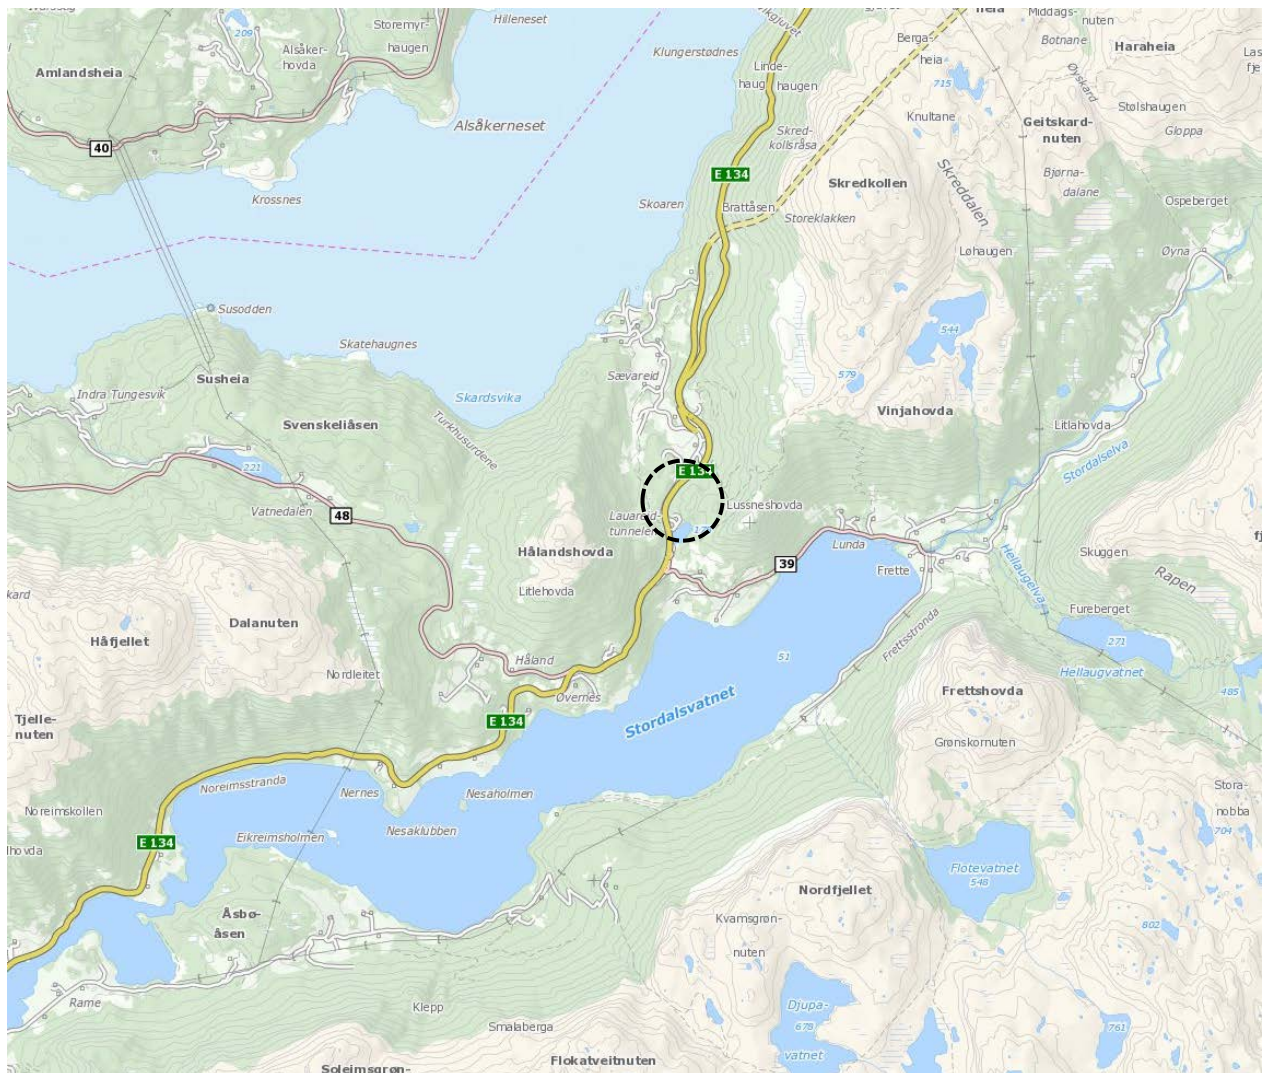 Hilleneset
Storemyr-
haugen
209
Alsåker-
hovda
Amlandsheia
Klungerstødnes
Linde-
haug
haugen
Berga-
heia
heia
Middags-
nuten
Botnane
Haraheia
Øyskard
715
Stølshaugen
Alsåkerneset
40
Knultane
Geitskard-
nuten
Gloppa
Skred-
kollsråsa
E 134
Skredkollen
Skreddalen
Bjørna-
dalane
Krossnes
Skoaren
Brattåsen
Storeklakken
Ospeberget
Løhaugen
Øyna
Susodden
544
Skatehaugnes
Susheia
Sævareid
579
Indra Tungesvik
Skardsvika
Vinjahovda
Svenskeliåsen
Turkhusurdene
Litlahovda
Stordalselva
221
E 134
Vatnedalen
48
Lauareid-
tunnelen
Lussneshovda
Hålandshovda
Lunda
39
Frette
Hellaugelva
Skuggen
Rapen
Litlehovda
Dalanuten
Håfjellet
Fureberget
Frettsstronda
271
Håland
51
Hellaugvatnet
Nordleitet
Øvernes
Frettshovda
485
Stordalsvatnet
Tjelle-
nuten
E 134
Grønskornuten
Noreimsstranda
Nernes
Nesaholmen
Stora-
nobba
Noreimskollen
Nesaklubben
Eikreimsholmen
704
E 134
Flotevatnet
548
Nordfjellet
Åsbø-
åsen
Kvamsgrøn-
nuten
802
Rame
Klepp
Djupa-
678
vatnet
Smalaberga
761
Flokatveitnuten
Soleimsgrøn-